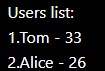 Users list:
1.Tom - 33
2.Alice - 26